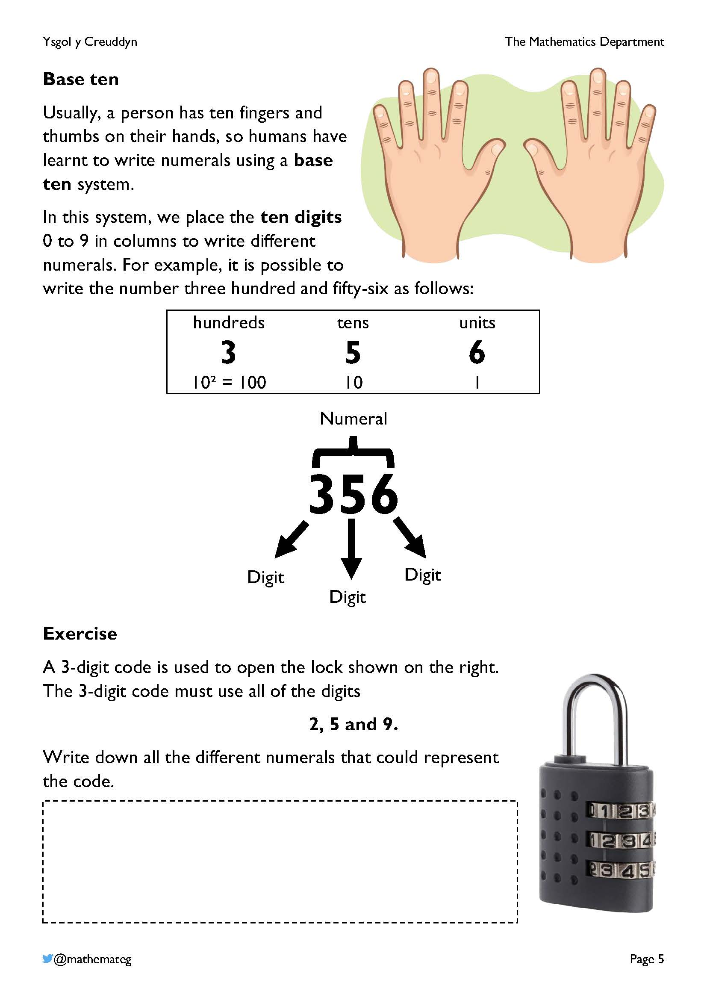 Ysgol y Creuddyn
The Mathematics Department
Base ten
Usually, a person has ten fingers and
thumbs on their hands, so humans have
learnt to write numerals using a base
ten system.
In this system, we place the ten digits
0 to 9 in columns to write different
numerals. For example, it is possible to
write the number three hundred and fifty-six as follows:
hundreds tens units
3 5 6
10² = 100 10 1
Numeral
356
Digit
Digit
Digit
Exercise
A 3-digit code is used to open the lock shown on the right.
The 3-digit code must use all of the digits
2, 5 and 9.
Write down all the different numerals that could represent
the code.
0 1 2 3 4
1 2 3 4
2 3 4 5
@mathemateg
Page 5